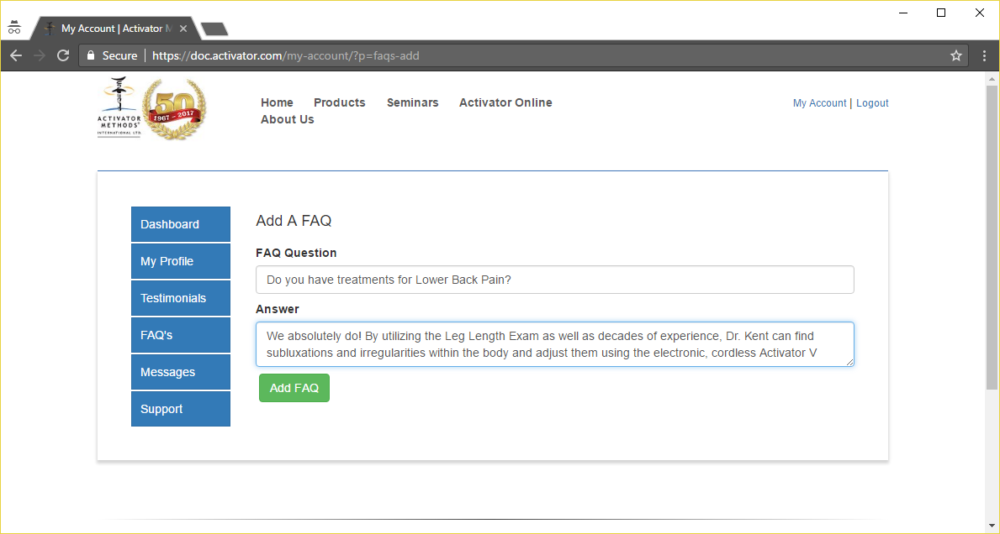 My Account | Activator M
Secure | https://doc.activator.com/my-account/?p=faqs-add
ACTIVATOR
METHODS®
INTERNATIONAL LTD.
50
1967 – 2017
Home Products Seminars Activator Online
About Us
My Account | Logout
Dashboard
My Profile
Testimonials
FAQ's
Messages
Support
Add A FAQ
FAQ Question
Do you have treatments for Lower Back Pain?
Answer
We absolutely do! By utilizing the Leg Length Exam as well as decades of experience, Dr. Kent can find
subluxations and irregularities within the body and adjust them using the electronic, cordless Activator V
Add FAQ